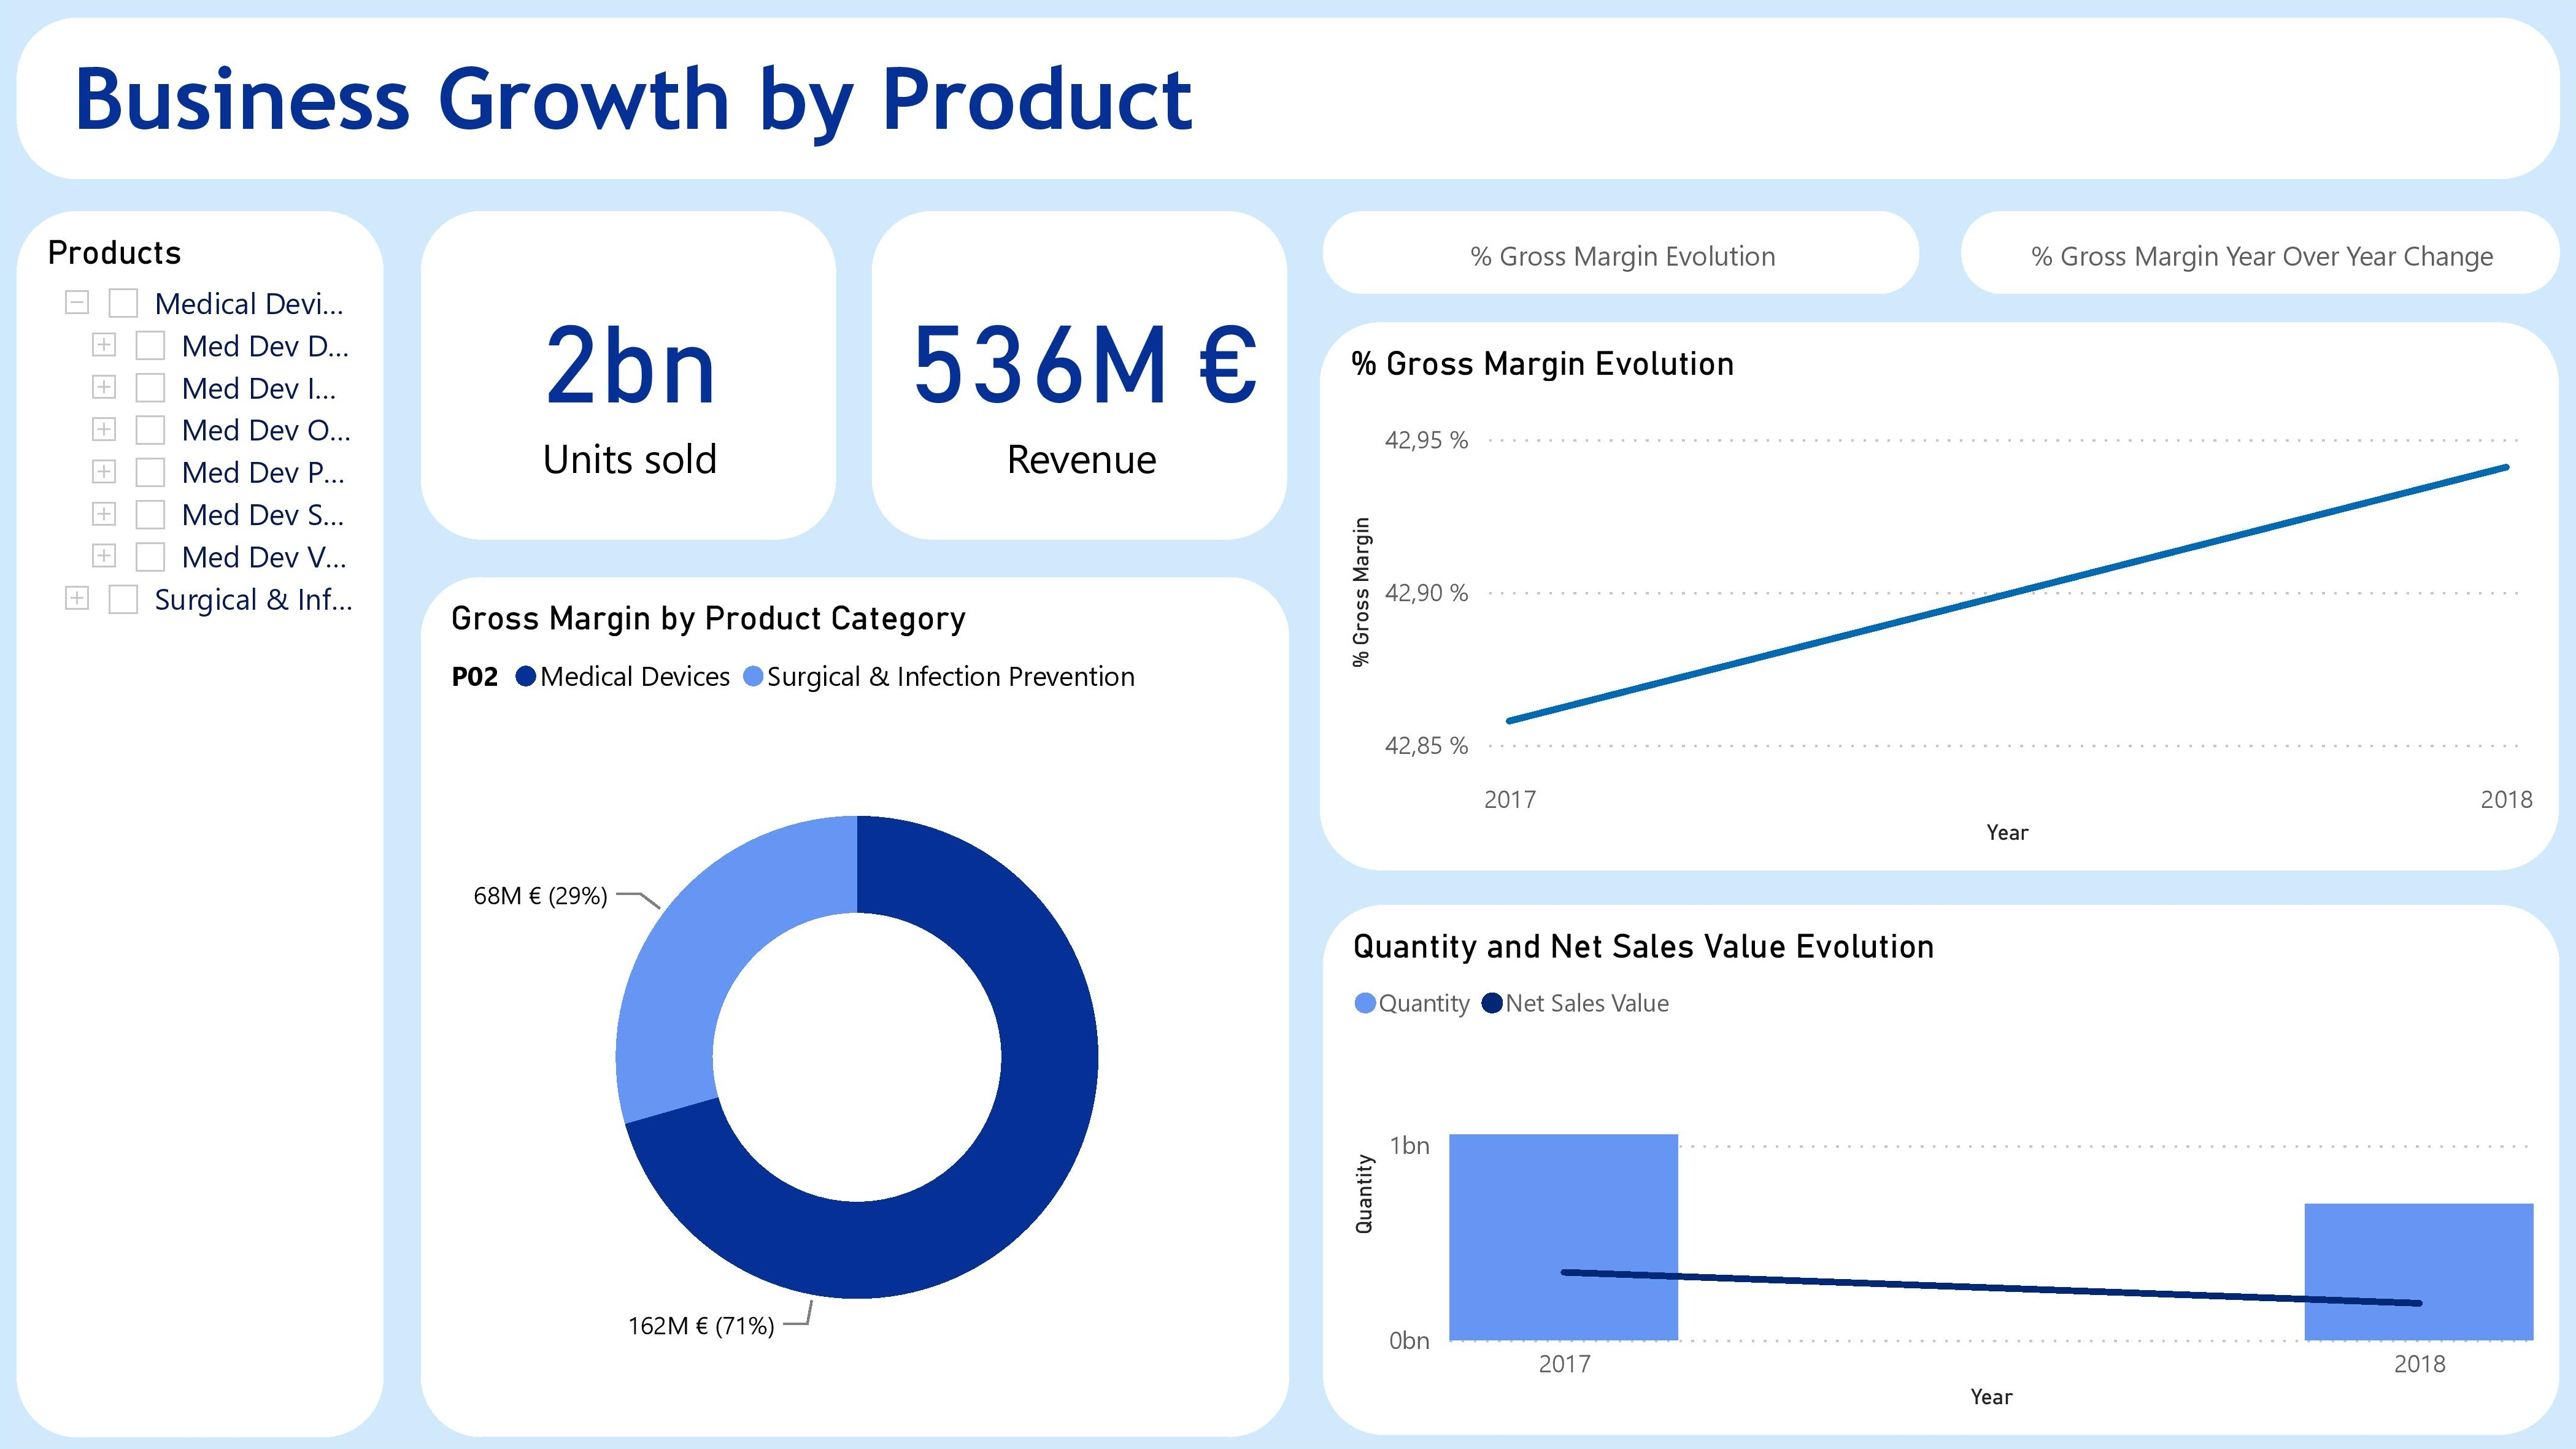 Business Growth by Product
Products
Medical Devi...
Med Dev D...
Med Dev I...
Med Dev O...
Med Dev P...
Med Dev S...
Med Dev V...
Surgical & Inf...
2bn
Units sold
536M €
Revenue
Gross Margin by Product Category
P02 Medical Devices Surgical & Infection Prevention
68M € (29%)
162M € (71%)
% Gross Margin Evolution
% Gross Margin Year Over Year Change
% Gross Margin Evolution
% Gross Margin
42,95 %
42,90 %
42,85 %
2017 2018
Year
Quantity and Net Sales Value Evolution
Quantity Net Sales Value
Quantity
1bn
0bn
2017 2018
Year